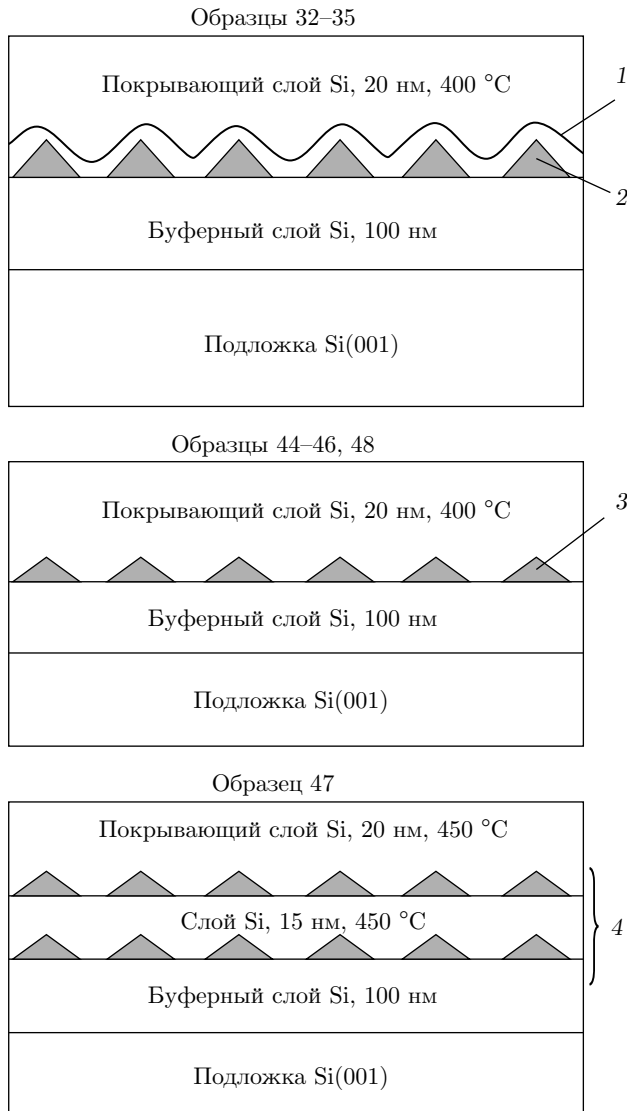 Образцы 32–35
Покрывающий слой Si, 20 нм, 400 °C
1
2
Буферный слой Si, 100 нм
Подложка Si(001)
Образцы 44–46, 48
Покрывающий слой Si, 20 нм, 400 °C
3
Буферный слой Si, 100 нм
Подложка Si(001)
Образец 47
Покрывающий слой Si, 20 нм, 450 °C
Слой Si, 15 нм, 450 °C
4
Буферный слой Si, 100 нм
Подложка Si(001)